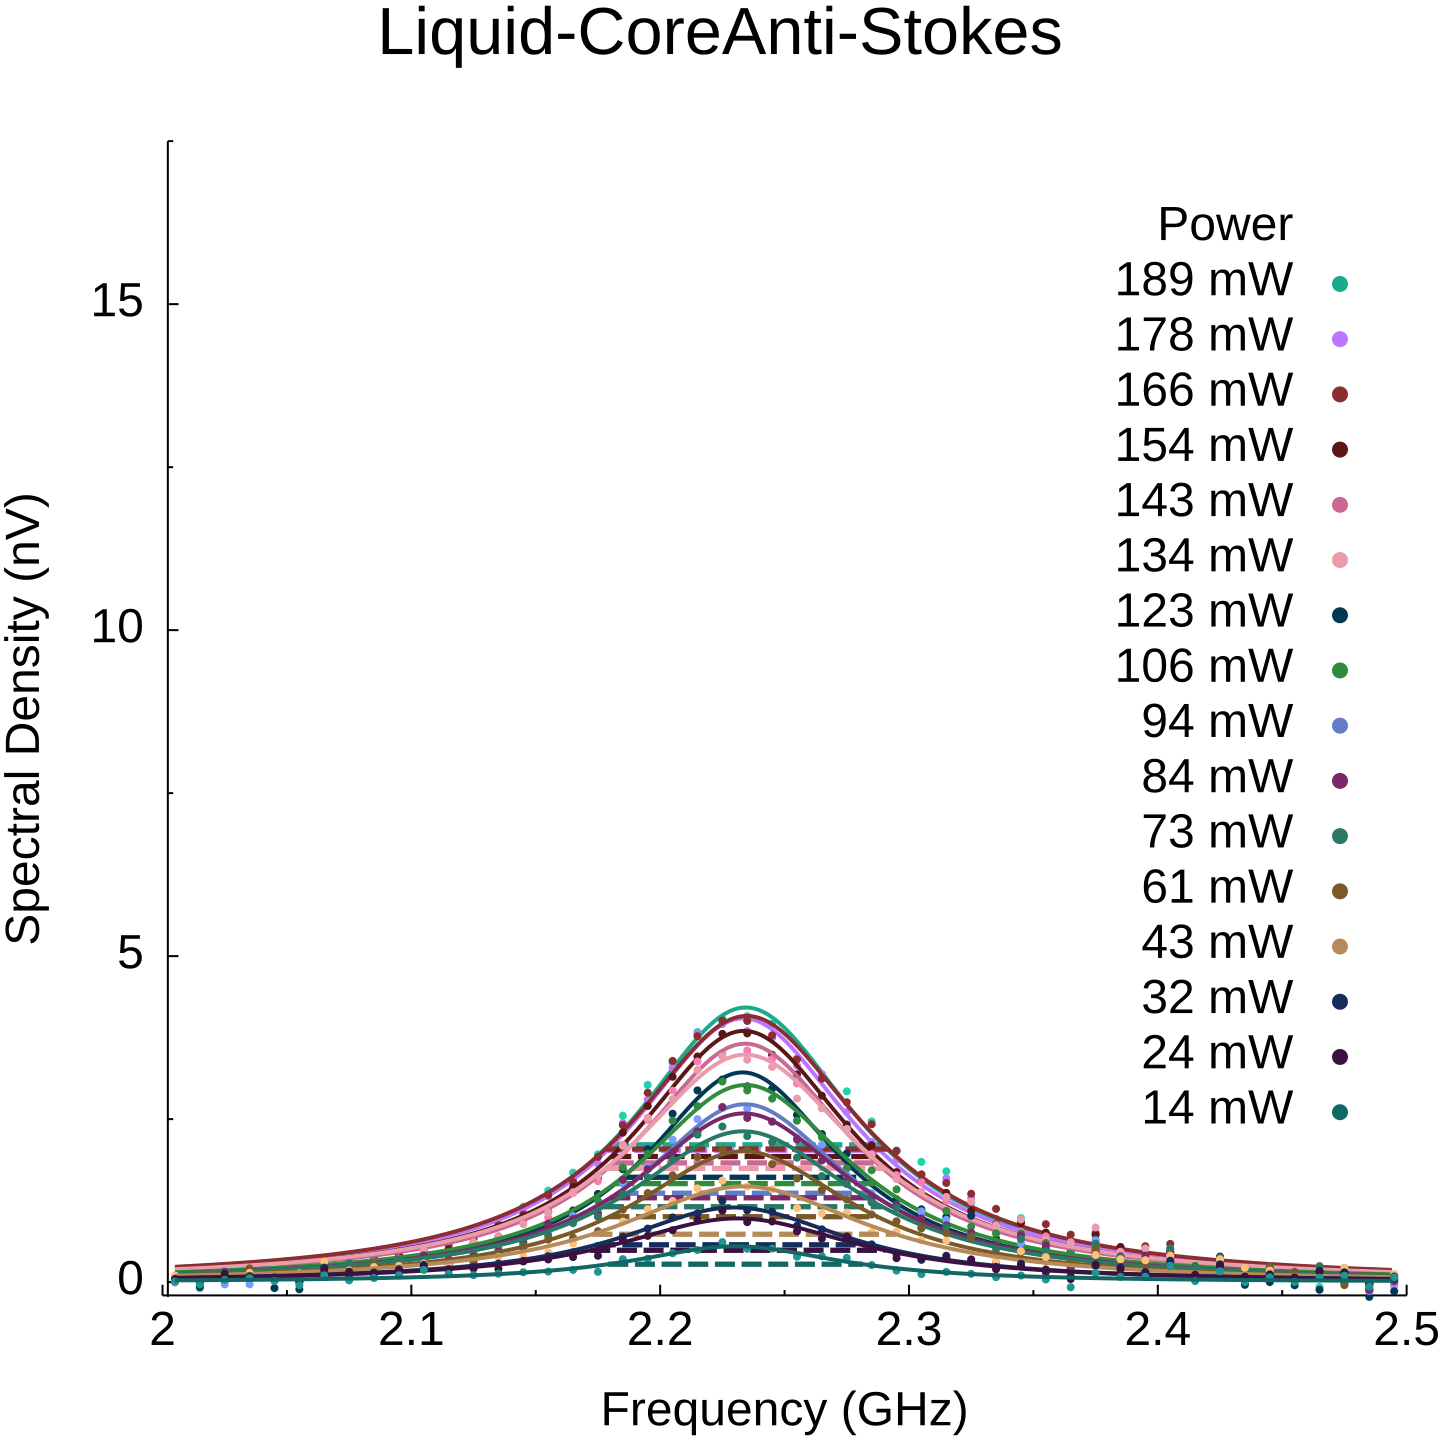 Liquid-CoreAnti-Stokes
Spectral Density (nV)
15
10
5
0
2
2.1
2.2
2.3
2.4
2.5
Frequency (GHz)
Power
189 mW
178 mW
166 mW
154 mW
143 mW
134 mW
123 mW
106 mW
94 mW
84 mW
73 mW
61 mW
43 mW
32 mW
24 mW
14 mW